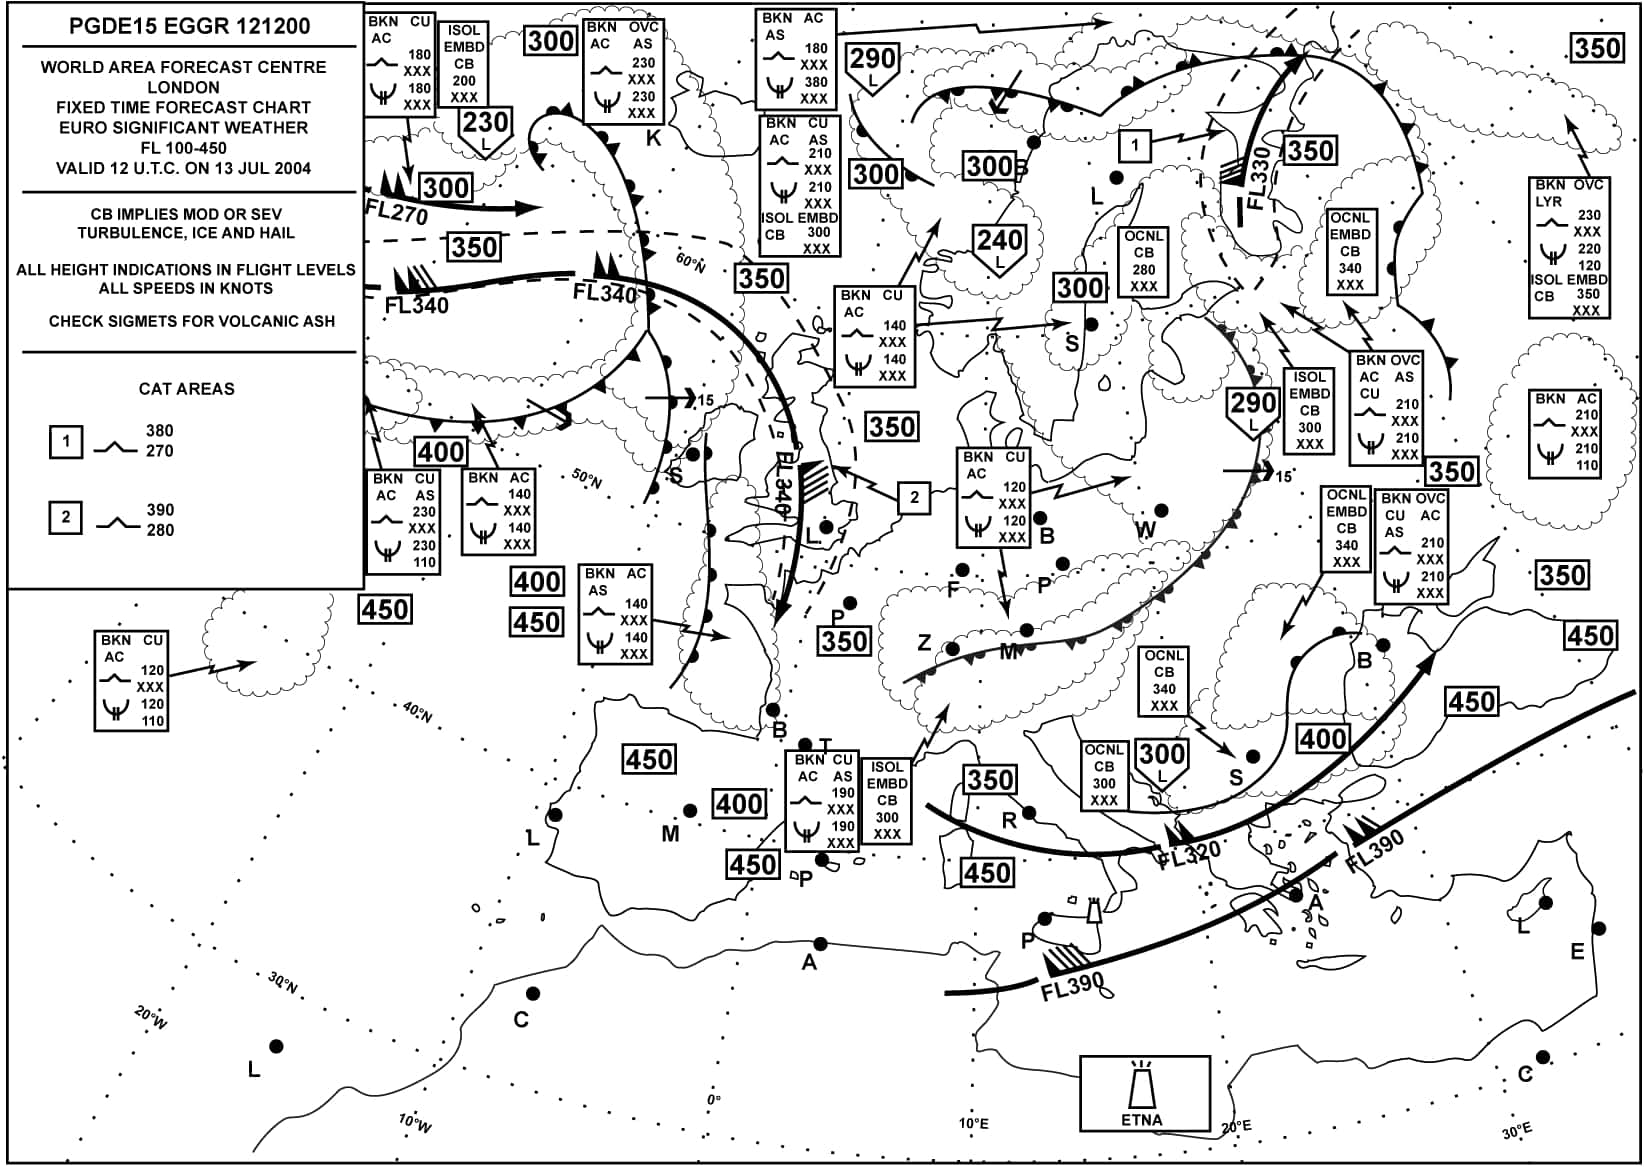 PGDE15 EGGR 121200
WORLD AREA FORECAST CENTRE
LONDON
FIXED TIME FORECAST CHART
EURO SIGNIFICANT WEATHER
FL 100-450
VALID 12 U.T.C. ON 13 JUL 2004
CB IMPLIES MOD OR SEV
TURBULENCE, ICE AND HAIL
ALL HEIGHT INDICATIONS IN FLIGHT LEVELS
ALL SPEEDS IN KNOTS
CHECK SIGMETS FOR VOLCANIC ASH
CAT AREAS
1
380
270
2
390
280
BKN CU
AC
180
XXX
180
XXX
ISOL
EMBD
CB
200
XXX
230
L
300
BKN OVC
AC AS
230
XXX
230
XXX
K
BKN AC
AS
180
XXX
380
XXX
290
L
BKN CU
AC AS
210
XXX
210
XXX
ISOL EMBD
CB 300
XXX
300
300
B
L
1
FL330
350
350
BKN OVC
LYR
230
XXX
220
120
ISOL EMBD
CB 350
XXX
300
FL270
350
FL340
FL340
60°N
350
240
L
OCNL
CB
280
XXX
OCNL
EMBD
CB
340
XXX
BKN CU
AC
140
XXX
140
XXX
300
S
ISOL
EMBD
CB
300
XXX
BKN OVC
AC AS
CU
210
XXX
210
XXX
290
L
BKN AC
210
XXX
210
110
15
400
350
350
15
BKN CU
AC AS
230
XXX
230
110
BKN AC
140
XXX
140
XXX
50°N
S
FL340
L
2
BKN CU
AC
120
XXX
120
XXX
B
W
OCNL
EMBD
CB
340
XXX
BKN OVC
CU AC
AS
210
XXX
210
XXX
450
400
450
BKN AC
AS
140
XXX
140
XXX
P
350
F
P
350
Z
M
BKN CU
AC
120
XXX
120
110
40°N
OCNL
CB
340
XXX
B
450
450
B
T
450
BKN CU
AC AS
190
XXX
190
XXX
ISOL
EMBD
CB
300
XXX
350
OCNL
CB
300
XXX
300
L
S
400
400
L
M
450
P
R
450
FL320
FL390
A
L
E
P
FL390
A
30°N
20°W
C
L
C
ETNA
10°W
0°
10°E
20°E
30°E